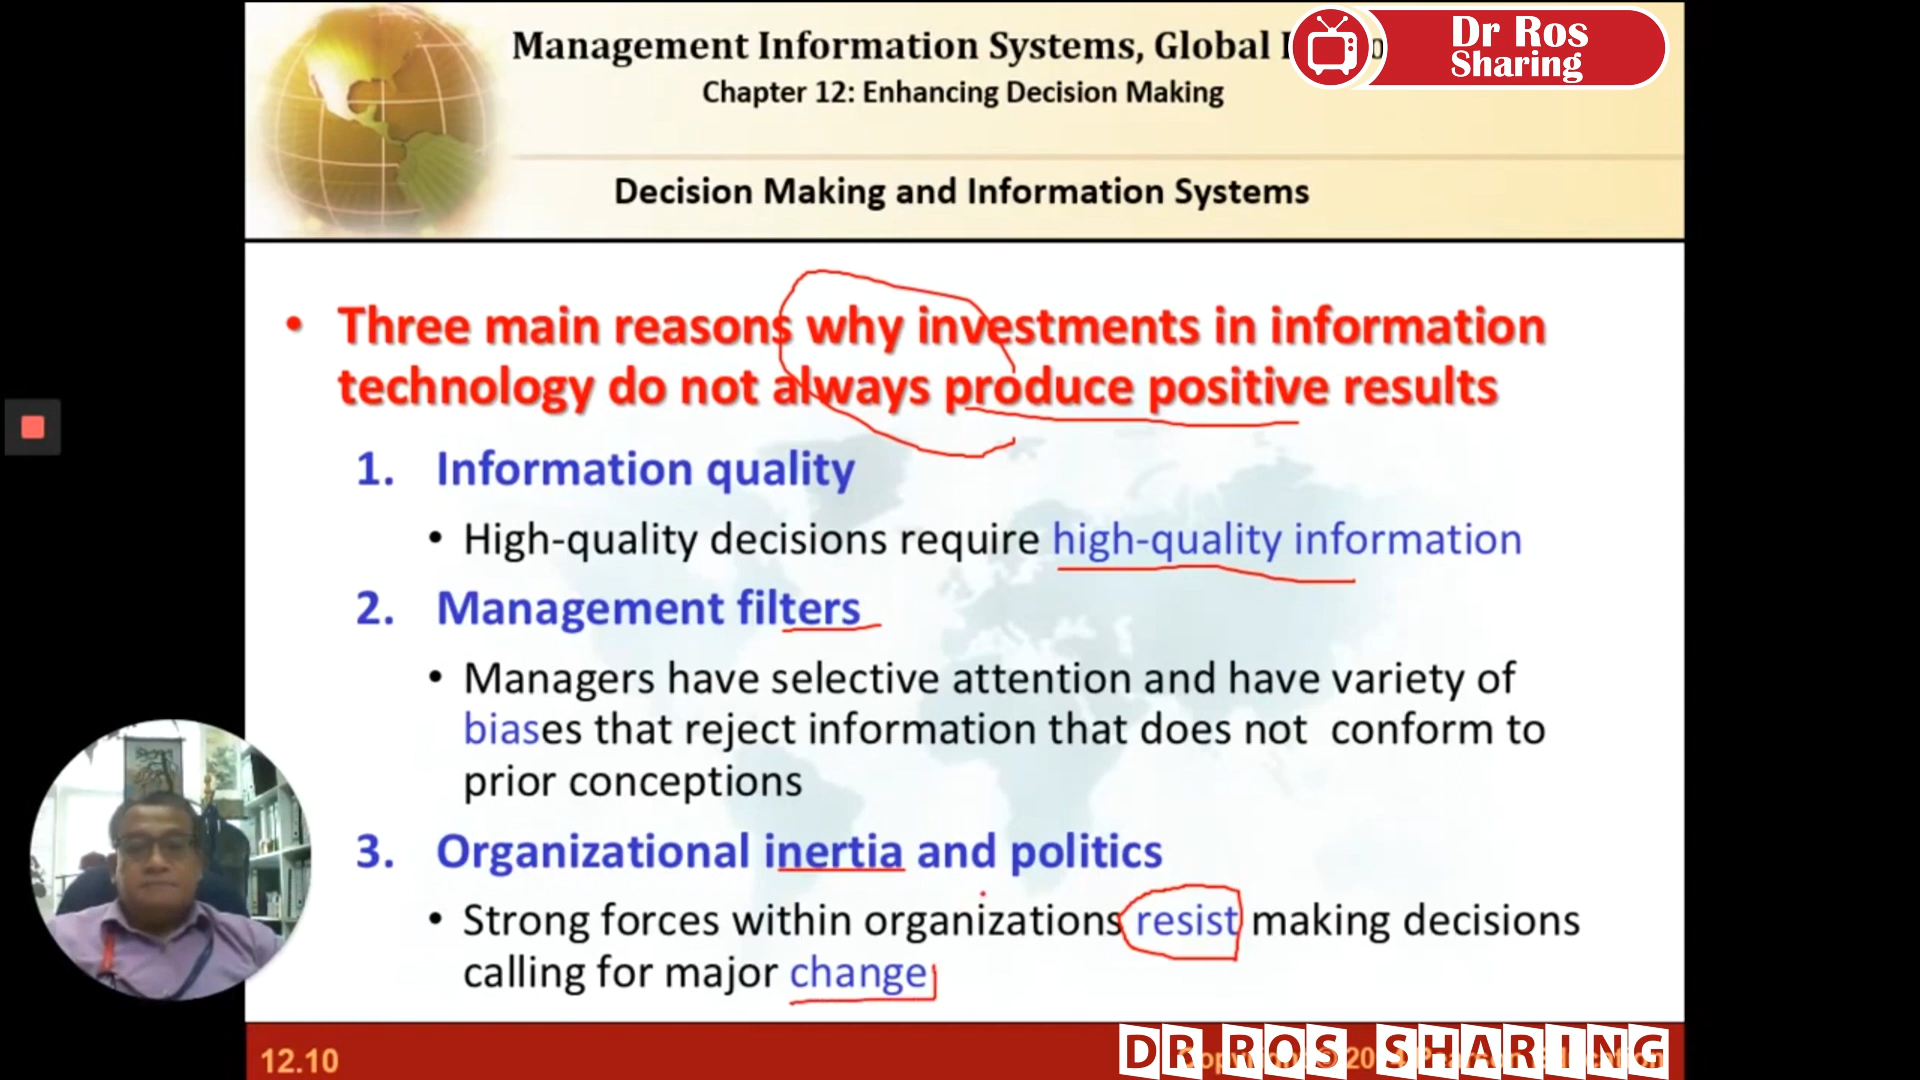 Management Information Systems, Global
Dr Ros
Sharing
Chapter 12: Enhancing Decision Making
Decision Making and Information Systems
• Three main reasons why investments in information
technology do not always produce positive results
1. Information quality
• High-quality decisions require high-quality information
2. Management filters
• Managers have selective attention and have variety of
biases that reject information that does not conform to
prior conceptions
3. Organizational inertia and politics
• Strong forces within organizations resist making decisions
calling for major change
12.10
DR ROS SHARING